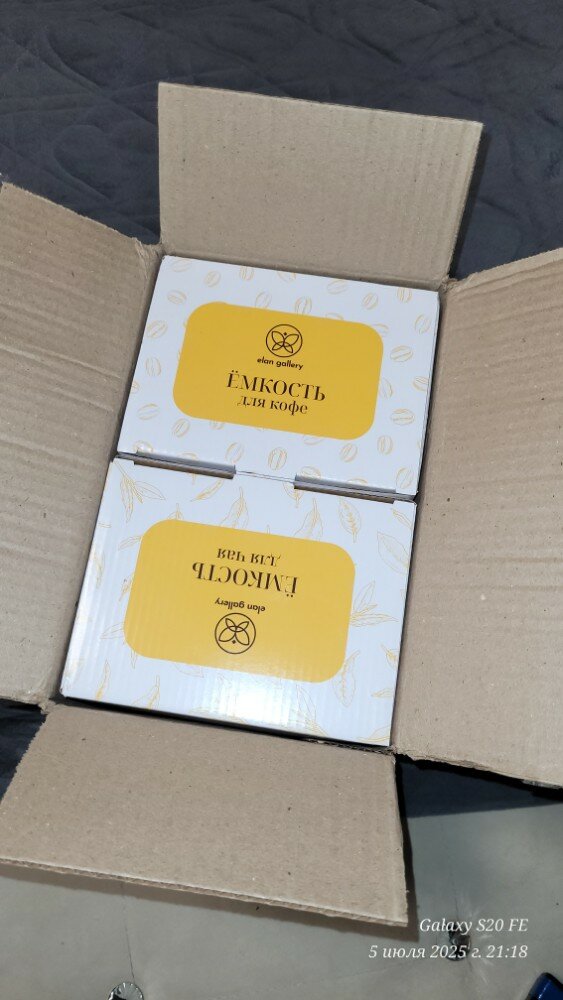 elan gallery
ЁМКОСТЬ
для кофе
elan gallery
ЁМКОСТЬ
для чая
Galaxy S20 FE
5 июля 2025 г. 21:18